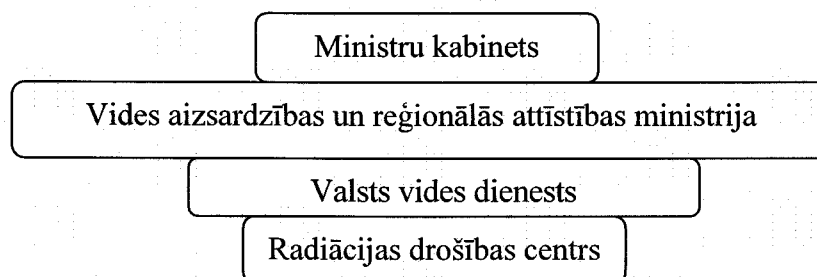 Ministru kabinets
Vides aizsardzības un reģionālās attīstības ministrija
Valsts vides dienests
Radiācijas drošības centrs